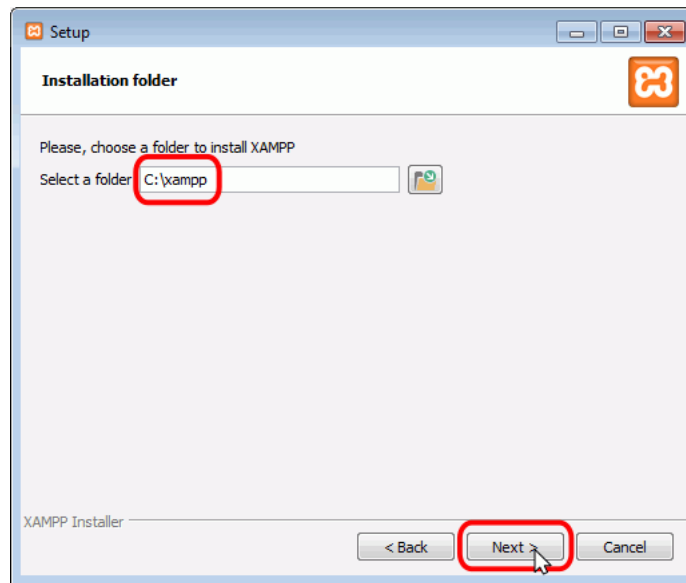 Setup
Installation folder
Please, choose a folder to install XAMPP
Select a folder C:\xampp
XAMPP Installer
< Back Next > Cancel